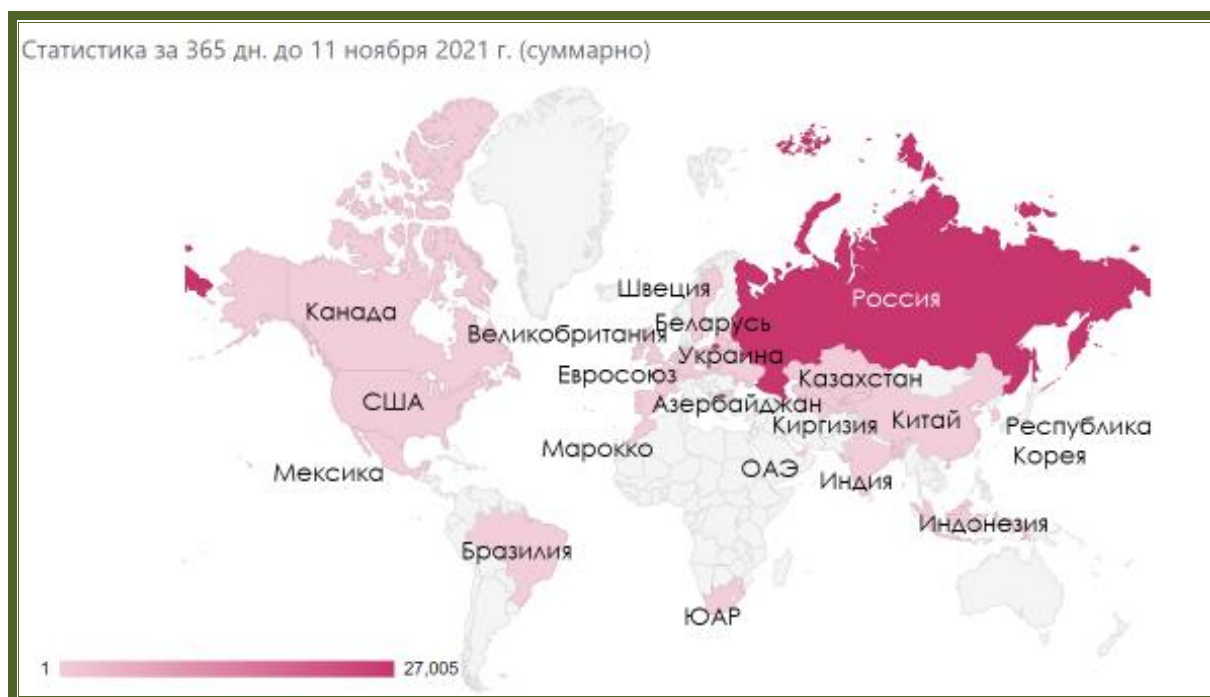 Статистика за 365 дн. до 11 ноября 2021 г. (суммарно)
Швеция
Россия
Канада
Великобритания
Беларусь
Украина
Евросоюз
Казахстан
США
Азербайджан
Киргизия
Китай
Республика
Корея
Марокко
ОАЭ
Мексика
Индия
Индонезия
Бразилия
ЮАР
1
27,005